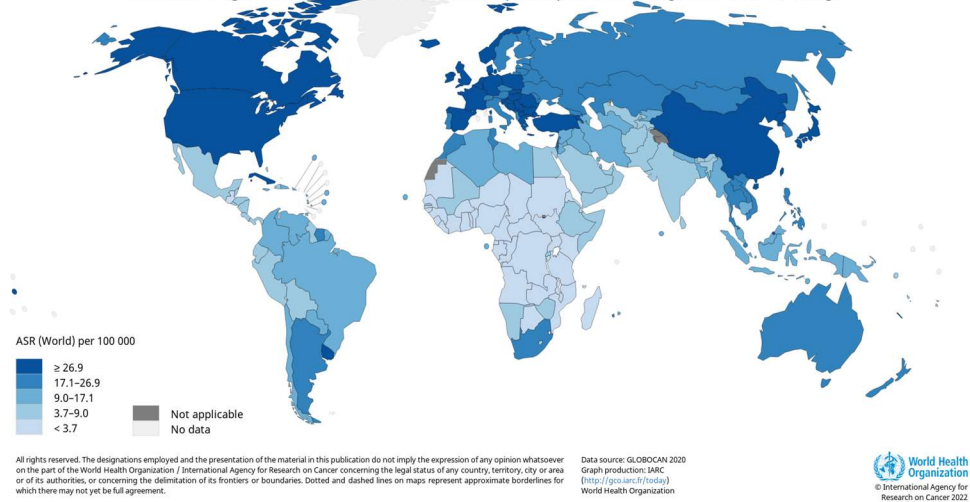 ASR (World) per 100 000
≥ 26.9
17.1–26.9
9.0–17.1
3.7–9.0
< 3.7
Not applicable
No data
All rights reserved. The designations employed and the presentation of the material in this publication do not imply the expression of any opinion whatsoever
on the part of the World Health Organization / International Agency for Research on Cancer concerning the legal status of any country, territory, city or area
or of its authorities, or concerning the delimitation of its frontiers or boundaries. Dotted and dashed lines on maps represent approximate borderlines for
which there may not yet be full agreement.
Data source: GLOBOCAN 2020
Graph production: IARC
(http://gco.iarc.fr/today)
World Health Organization
World Health
Organization
© International Agency for
Research on Cancer 2022